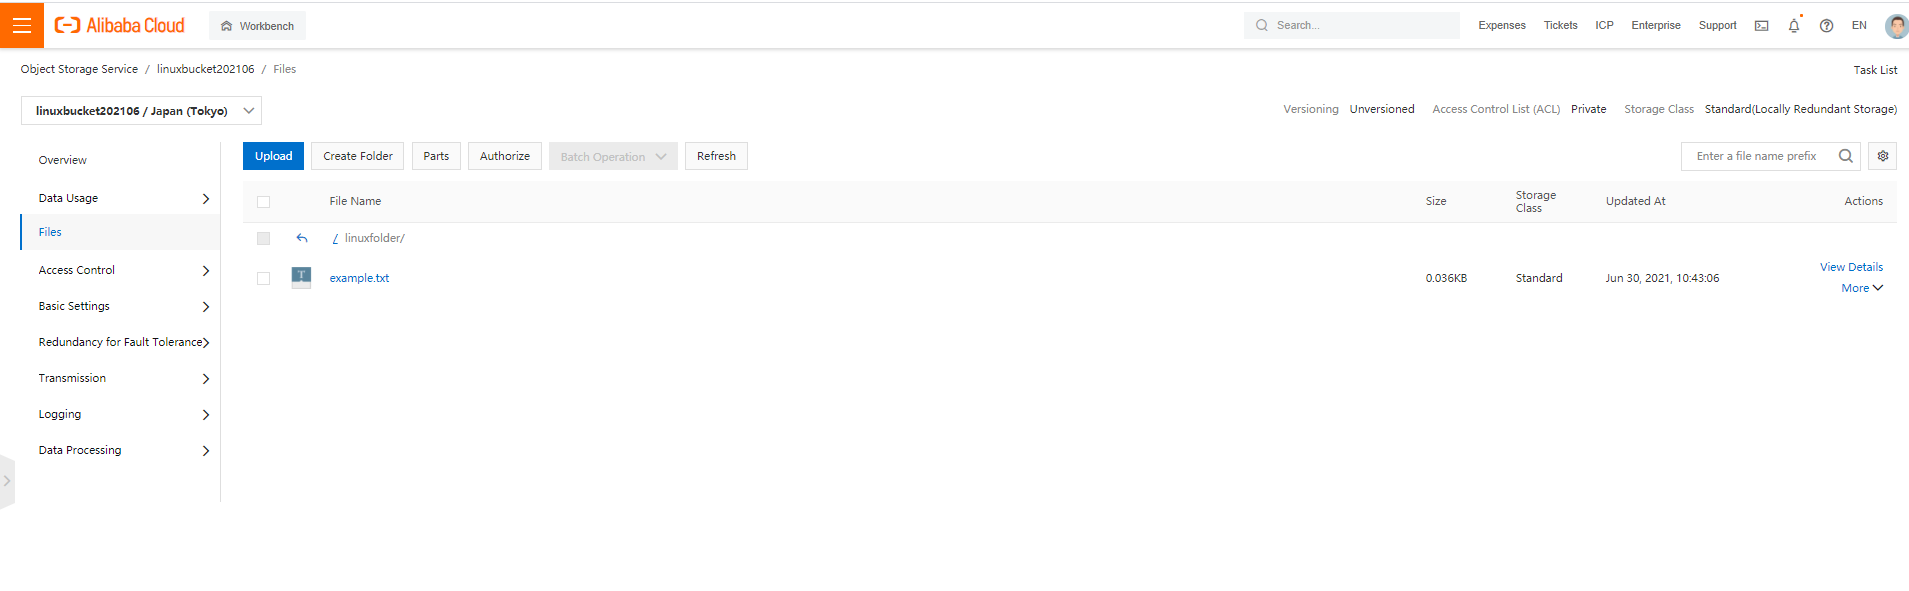 Alibaba Cloud Workbench Search... Expenses Tickets ICP Enterprise Support EN
Object Storage Service / linuxbucket202106 / Files Task List
linuxbucket202106 / Japan (Tokyo) Versioning Unversioned Access Control List (ACL) Private Storage Class Standard(Locally Redundant Storage)
Upload Create Folder Parts Authorize Batch Operation Refresh Enter a file name prefix
Overview
Data Usage
Files
Access Control
Basic Settings
Redundancy for Fault Tolerance
Transmission
Logging
Data Processing
File Name Size Storage Class Updated At Actions
/ linuxfolder/
T example.txt 0.036KB Standard Jun 30, 2021, 10:43:06 View Details
More